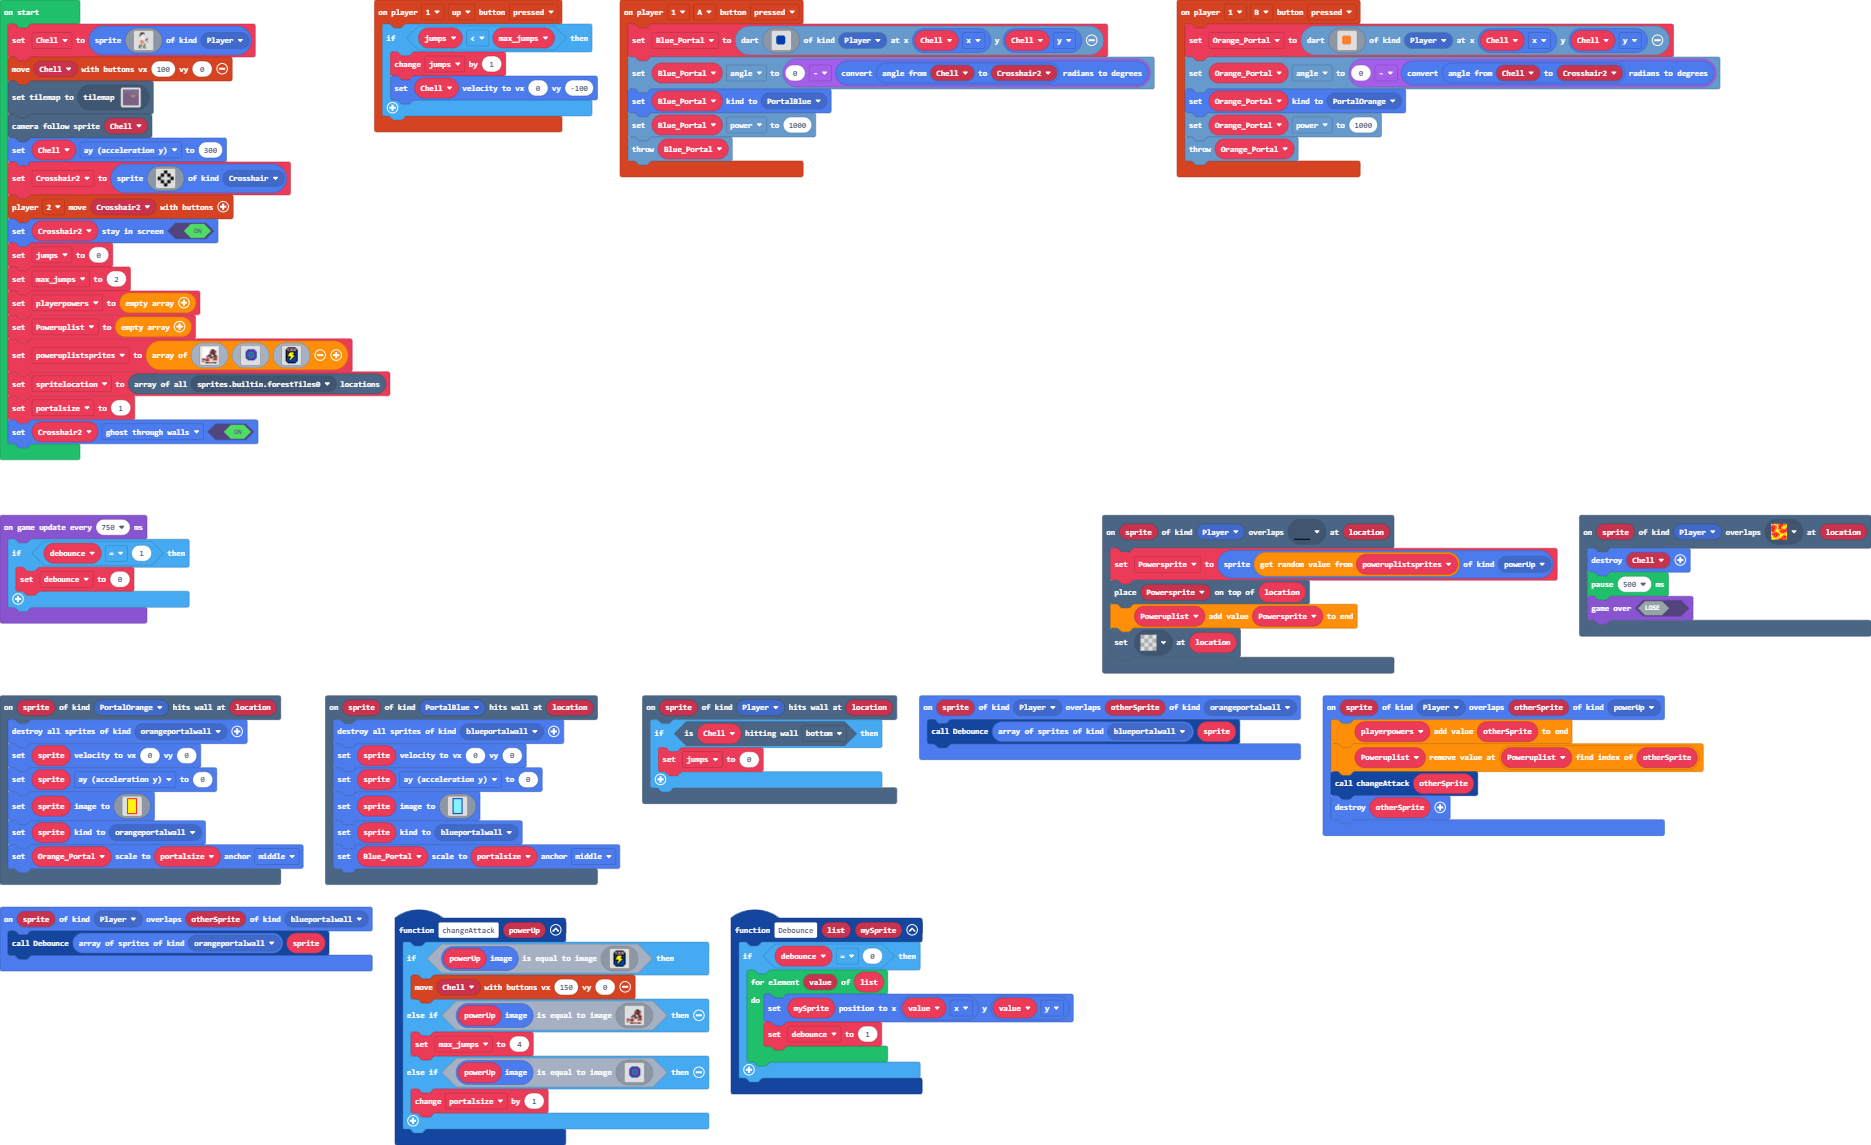 on start
set Chell to sprite of kind Player
move Chell with buttons vx 100 vy 0
set tilemap to tilemap
camera follow sprite Chell
set Chell ay (acceleration y) to 300
set Crosshair2 to sprite of kind Crosshair
player 2 move Crosshair2 with buttons
set Crosshair2 stay in screen ON
set jumps to 0
set max_jumps to 2
set playerpowers to empty array
set Poweruplist to empty array
set poweruplistsprites to array of
set spritelocation to array of all sprites.builtin.forestTiles0 locations
set portalsize to 1
set Crosshair2 ghost through walls ON
on player 1 up button pressed
if jumps < max_jumps then
change jumps by 1
set Chell velocity to vx 0 vy -100
on player 1 A button pressed
set Blue_Portal to dart of kind Player at x Chell x y Chell y
set Blue_Portal angle to 0 - convert angle from Chell to Crosshair2 radians to degrees
set Blue_Portal kind to PortalBlue
set Blue_Portal power to 1000
throw Blue_Portal
on player 1 B button pressed
set Orange_Portal to dart of kind Player at x Chell x y Chell y
set Orange_Portal angle to 0 - convert angle from Chell to Crosshair2 radians to degrees
set Orange_Portal kind to PortalOrange
set Orange_Portal power to 1000
throw Orange_Portal
on game update every 750 ms
if debounce = 1 then
set debounce to 0
on sprite of kind Player overlaps at location
set Powersprite to sprite get random value from poweruplistsprites of kind powerUp
place Powersprite on top of location
Poweruplist add value Powersprite to end
set at location
on sprite of kind Player overlaps at location
destroy Chell
pause 500 ms
game over LOSE
on sprite of kind PortalOrange hits wall at location
destroy all sprites of kind orangeportalwall
set sprite velocity to vx 0 vy 0
set sprite ay (acceleration y) to 0
set sprite image to
set sprite kind to orangeportalwall
set Orange_Portal scale to portalsize anchor middle
on sprite of kind PortalBlue hits wall at location
destroy all sprites of kind blueportalwall
set sprite velocity to vx 0 vy 0
set sprite ay (acceleration y) to 0
set sprite image to
set sprite kind to blueportalwall
set Blue_Portal scale to portalsize anchor middle
on sprite of kind Player hits wall at location
if is Chell hitting wall bottom then
set jumps to 0
on sprite of kind Player overlaps otherSprite of kind orangeportalwall
call Debounce array of sprites of kind blueportalwall sprite
on sprite of kind Player overlaps otherSprite of kind powerUp
playerpowers add value otherSprite to end
Poweruplist remove value at Poweruplist find index of otherSprite
call changeAttack otherSprite
destroy otherSprite
on sprite of kind Player overlaps otherSprite of kind blueportalwall
call Debounce array of sprites of kind orangeportalwall sprite
function changeAttack powerUp
if powerUp image is equal to image then
move Chell with buttons vx 150 vy 0
else if powerUp image is equal to image then
set max_jumps to 4
else if powerUp image is equal to image then
change portalsize by 1
function Debounce list mySprite
if debounce = 0 then
for element value of list
do set mySprite position to x value x y value y
set debounce to 1